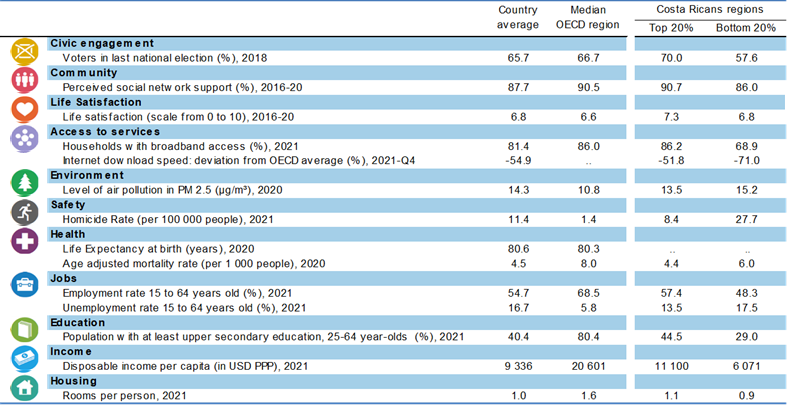 Country average Median OECD region Costa Ricans regions
Top 20% Bottom 20%
Civic engagement
Voters in last national election (%), 2018 65.7 66.7 70.0 57.6
Community
Perceived social netw ork support (%), 2016-20 87.7 90.5 90.7 86.0
Life Satisfaction
Life satisfaction (scale from 0 to 10), 2016-20 6.8 6.6 7.3 6.8
Access to services
Households w ith broadband access (%), 2021 81.4 86.0 86.2 68.9
Internet dow nload speed: deviation from OECD average (%), 2021-Q4 -54.9 .. -51.8 -71.0
Environment
Level of air pollution in PM 2.5 (µg/m³), 2020 14.3 10.8 13.5 15.2
Safety
Homicide Rate (per 100 000 people), 2021 11.4 1.4 8.4 27.7
Health
Life Expectancy at birth (years), 2020 80.6 80.3 .. ..
Age adjusted mortality rate (per 1 000 people), 2020 4.5 8.0 4.4 6.0
Jobs
Employment rate 15 to 64 years old (%), 2021 54.7 68.5 57.4 48.3
Unemployment rate 15 to 64 years old (%), 2021 16.7 5.8 13.5 17.5
Education
Population w ith at least upper secondary education, 25-64 year-olds (%), 2021 40.4 80.4 44.5 29.0
Income
Disposable income per capita (in USD PPP), 2021 9 336 20 601 11 100 6 071
Housing
Rooms per person, 2021 1.0 1.6 1.1 0.9